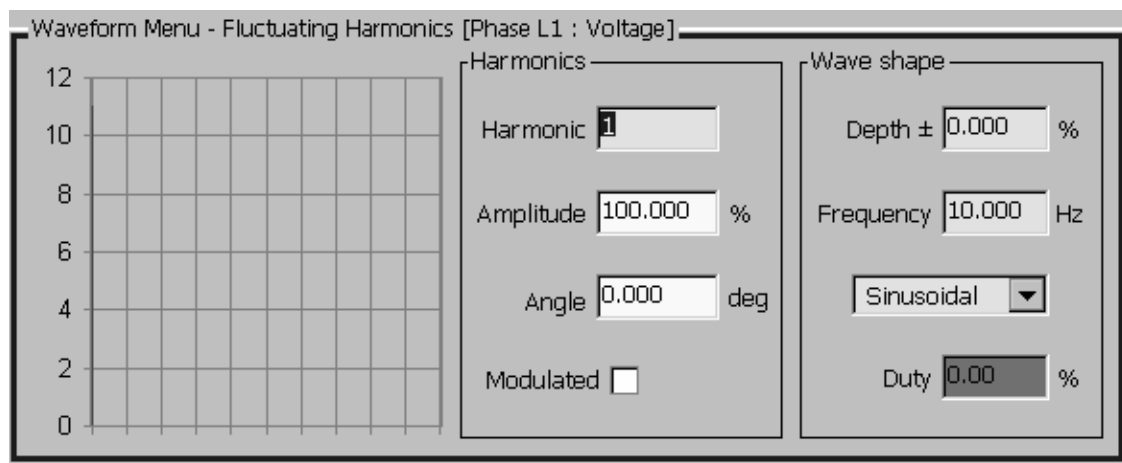 Waveform Menu - Fluctuating Harmonics [Phase L1 : Voltage]
12
10
8
6
4
2
0
Harmonics
Harmonic 1
Amplitude 100.000 %
Angle 0.000 deg
Modulated
Wave shape
Depth ± 0.000 %
Frequency 10.000 Hz
Sinusoidal
Duty 0.00 %